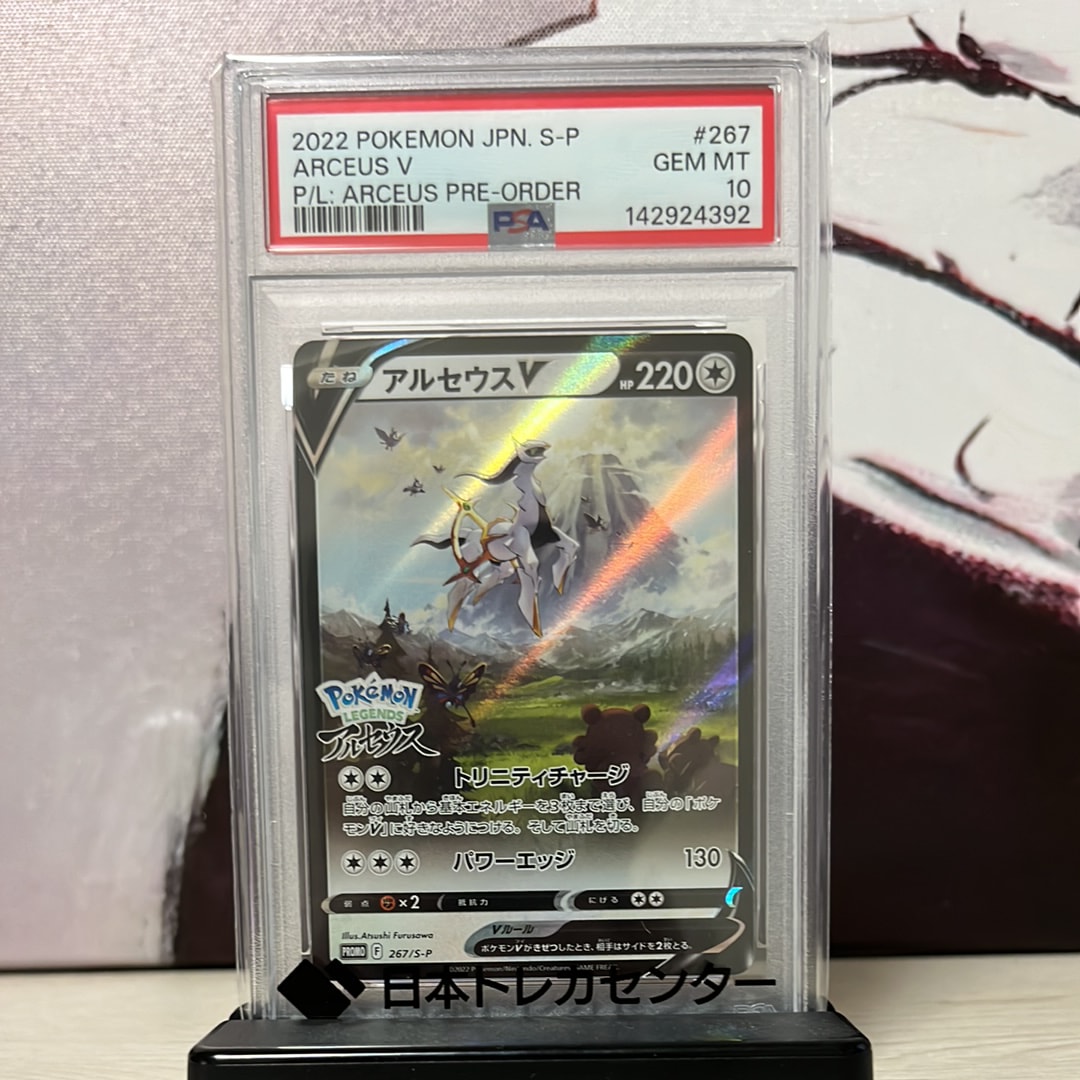 2022 POKEMON JPN. S-P #267
ARCEUS V GEM MT
P/L: ARCEUS PRE-ORDER 10
PSA 142924392
たね アルセウスV HP 220
Pokémon
LEGENDS
アルセウス
トリニティチャージ
自分の山札から基本エネルギーを3枚まで選び、自分の「ポケ
モンV」に好きなようにつける。そして山札を切る。
パワーエッジ 130
弱点 ×2 抵抗力 にげる
Illus.Atsushi Furusawa
Vルール
ポケモンVがきぜつしたとき、相手はサイドを2枚とる。
PROMO F 267/S-P
日本トレカセンター